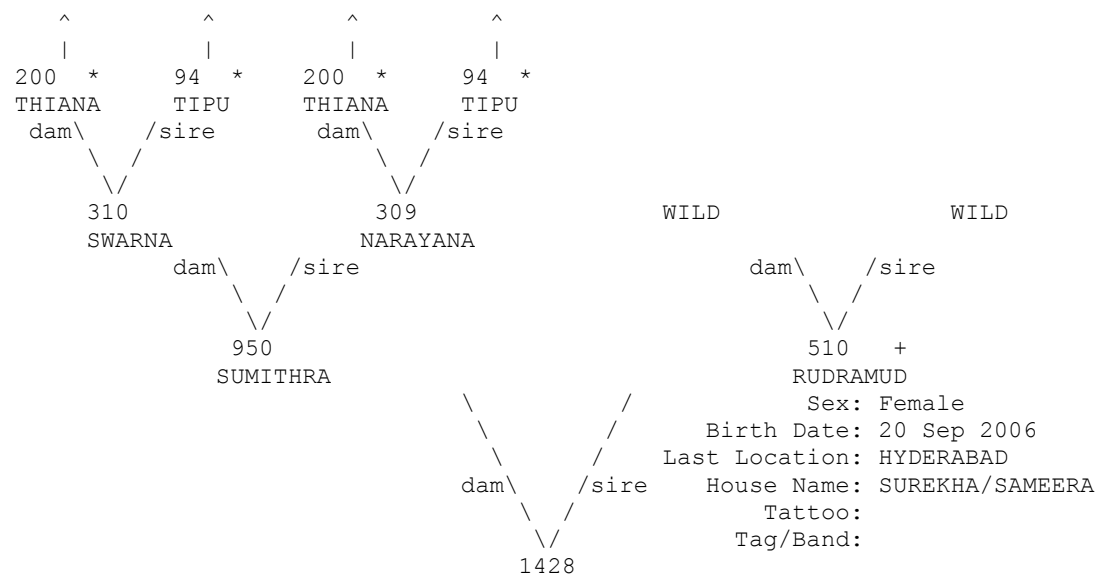 ^ ^ ^ ^
| | | |
200 * 94 * 200 * 94 *
THIANA TIPU THIANA TIPU
dam\ /sire dam\ /sire
\ / \ /
\/ \/
310 309 WILD WILD
SWARNA NARAYANA
dam\ /sire dam\ /sire
\ / \ /
\/ \/
950 510 +
SUMITHRA RUDRAMUD
\ / Sex: Female
\ / Birth Date: 20 Sep 2006
\ / Last Location: HYDERABAD
dam\ /sire House Name: SUREKHA/SAMEERA
\ / Tattoo:
\/ Tag/Band:
1428